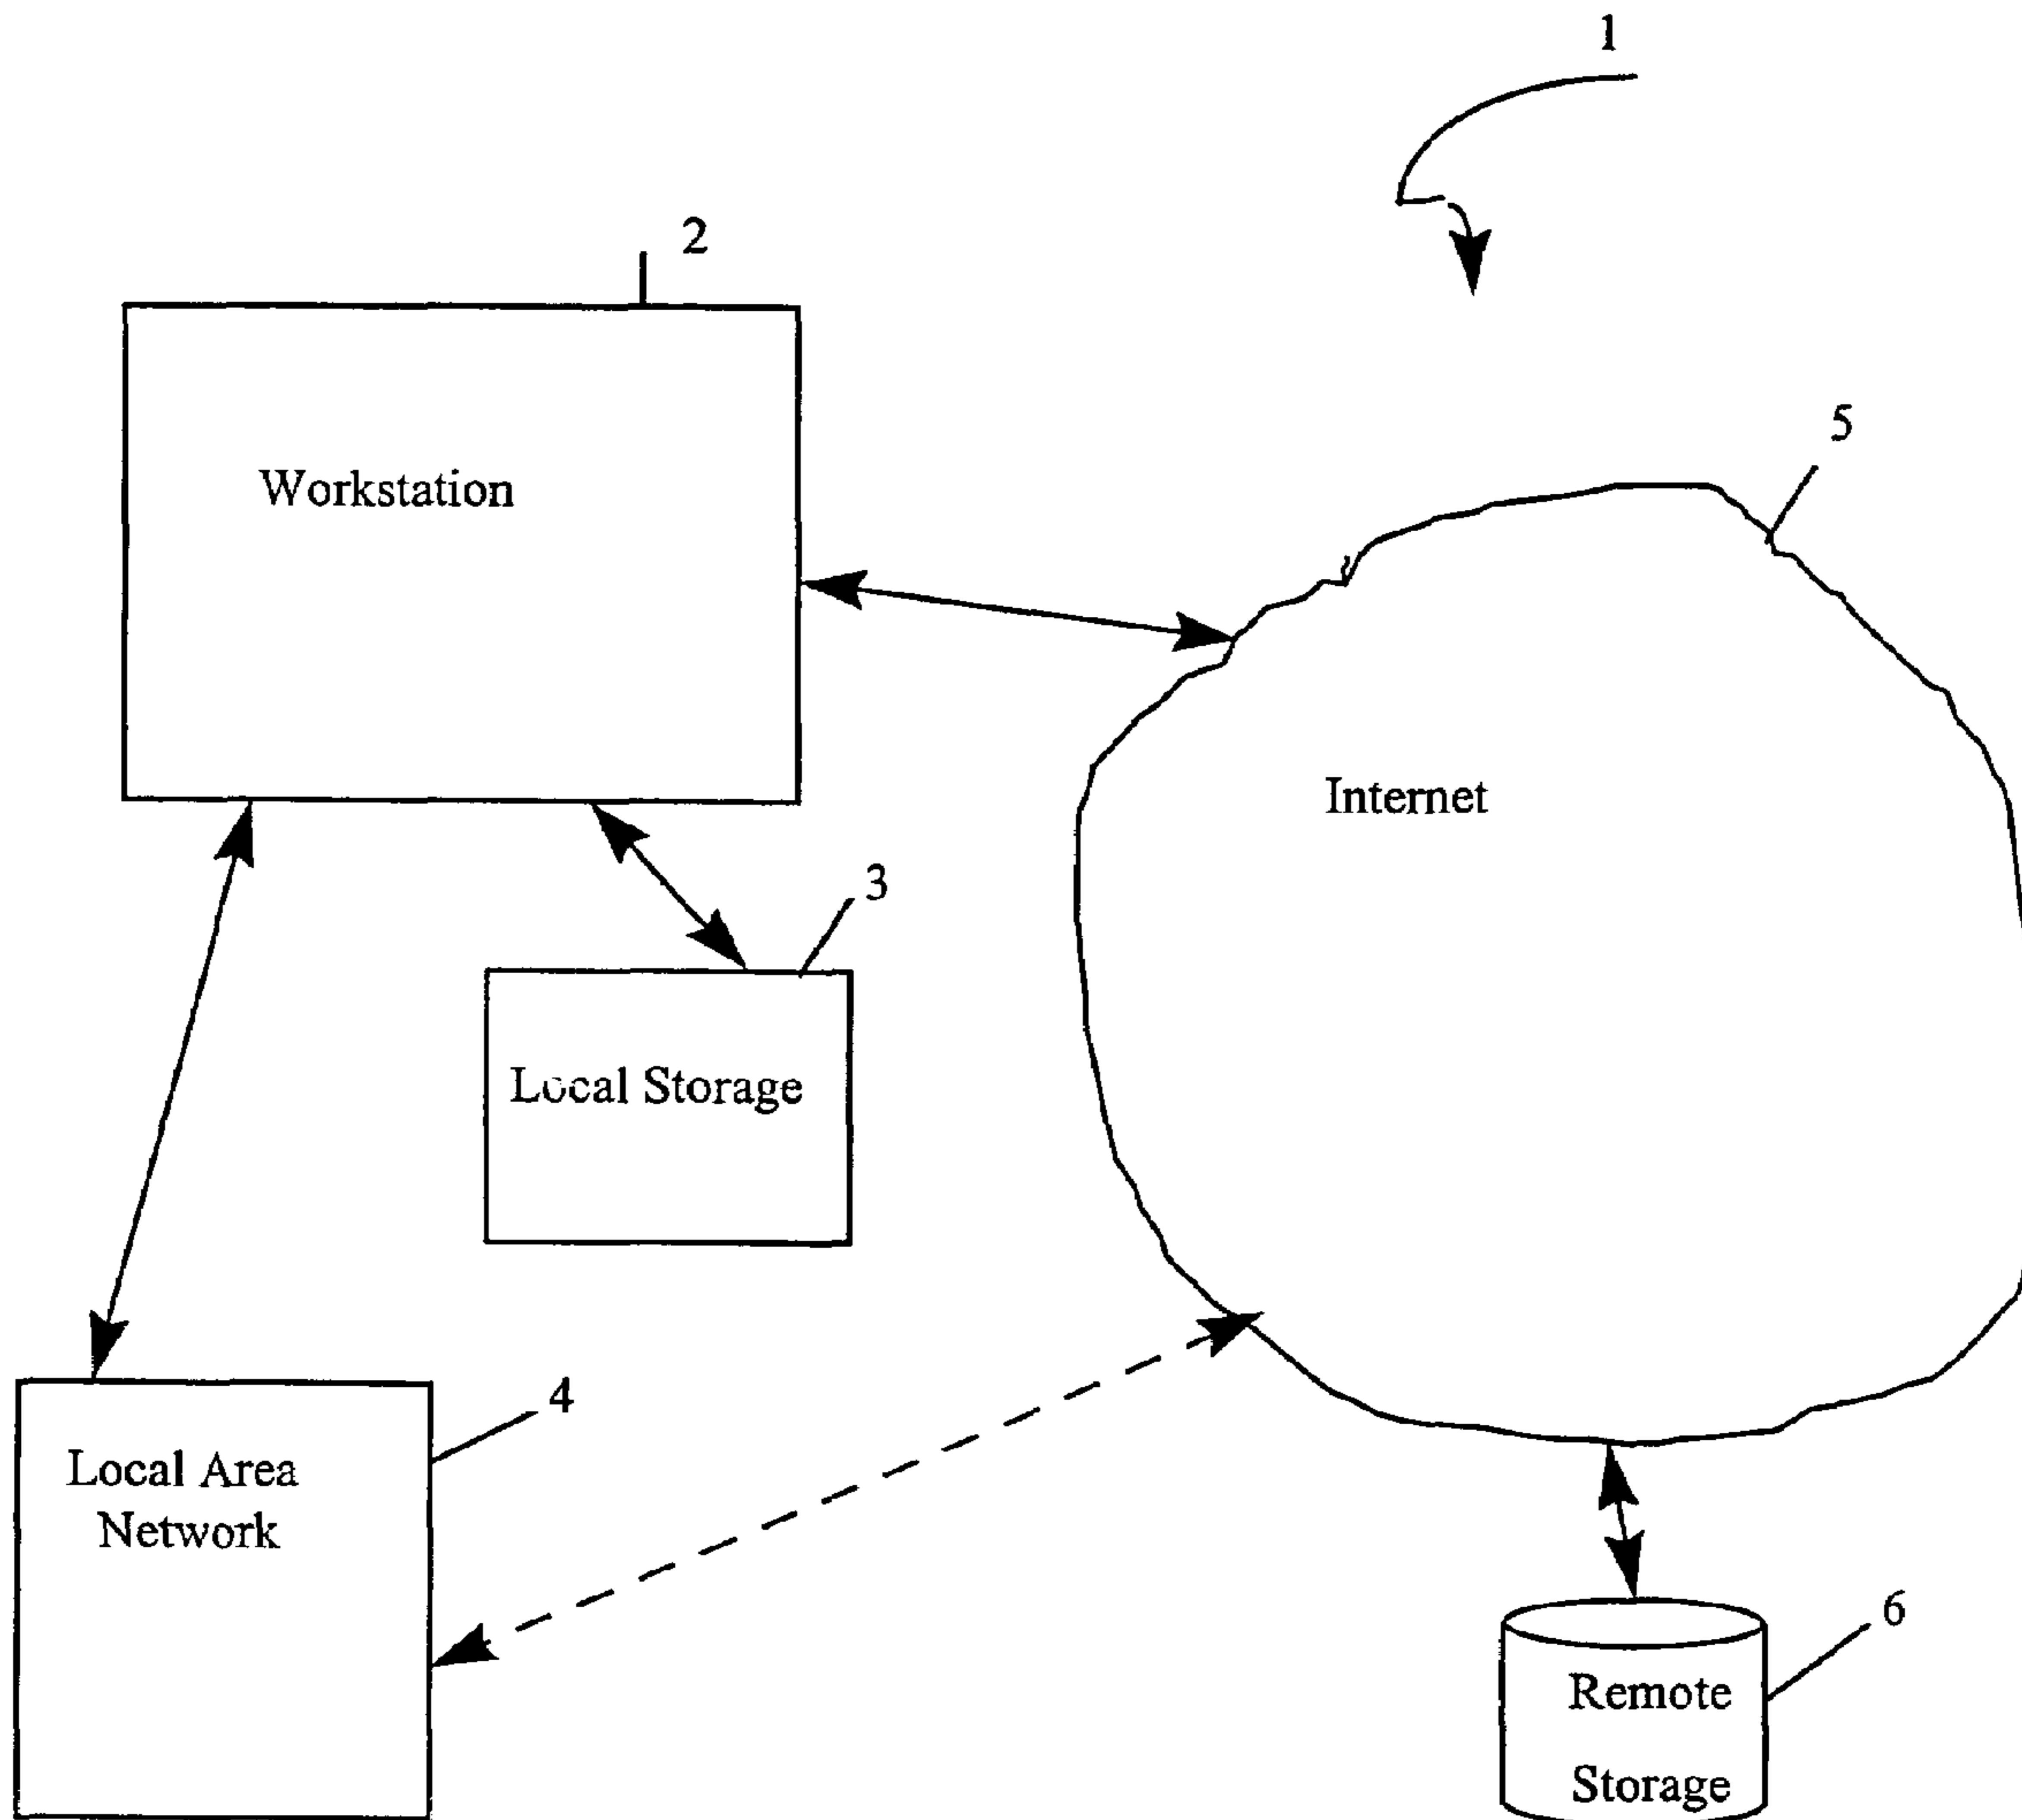 1
2
Workstation
5
Internet
3
Local Storage
4
Local Area
Network
6
Remote
Storage